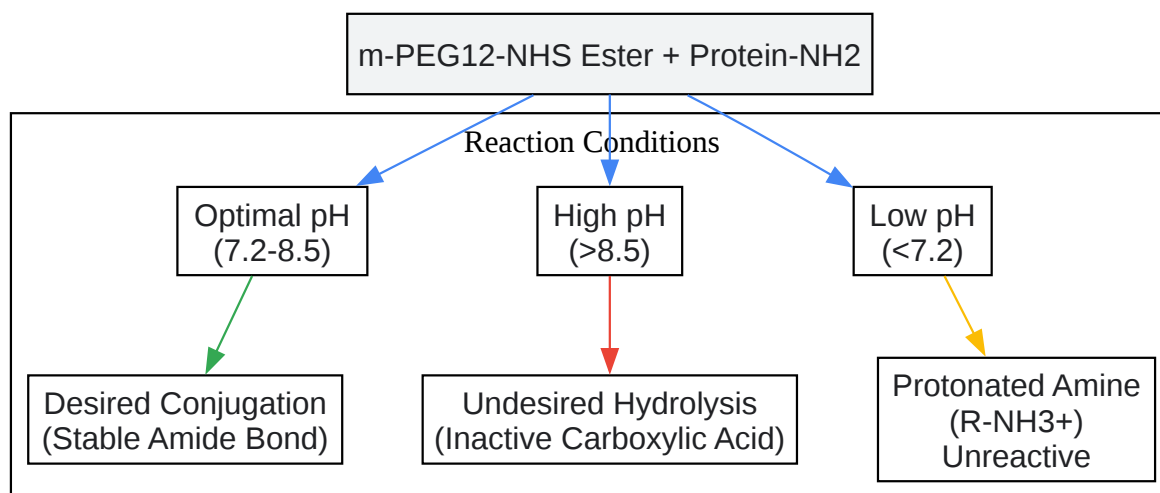 m-PEG12-NHS Ester + Protein-NH2
Reaction Conditions
Optimal pH
(7.2-8.5)
High pH
(>8.5)
Low pH
(<7.2)
Desired Conjugation
(Stable Amide Bond)
Undesired Hydrolysis
(Inactive Carboxylic Acid)
Protonated Amine
(R-NH3+)
Unreactive